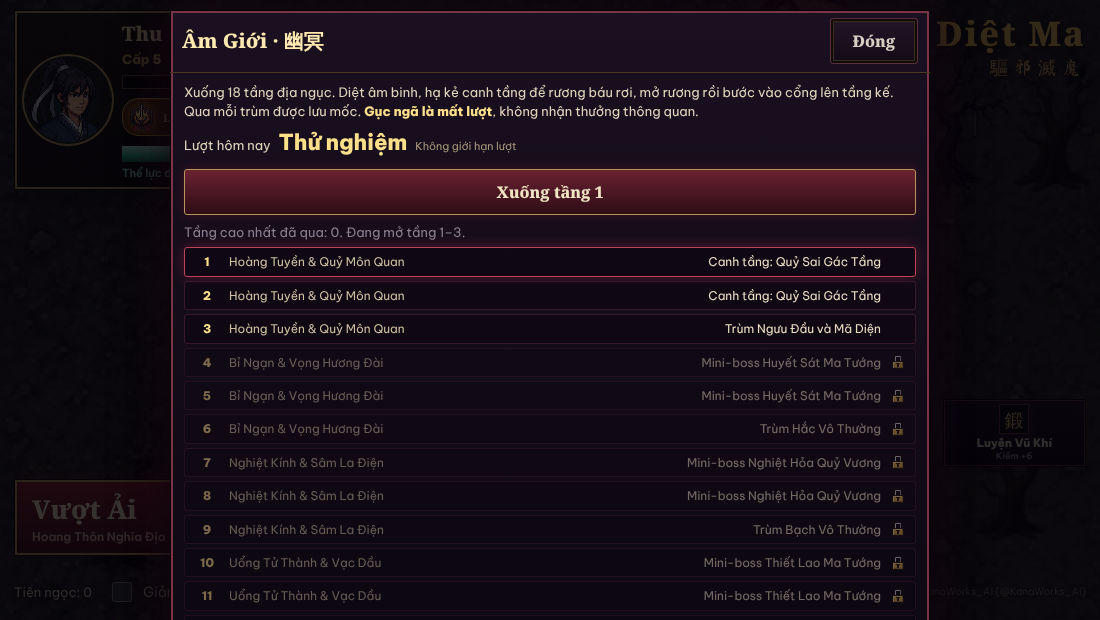 Âm Giới · 幽冥
Đóng
Xuống 18 tầng địa ngục. Diệt âm binh, hạ kẻ canh tầng để rương báu rơi, mở rương rồi bước vào cổng lên tầng kế.
Qua mỗi trùm được lưu mốc. Gục ngã là mất lượt, không nhận thưởng thông quan.
Lượt hôm nay Thử nghiệm Không giới hạn lượt
Xuống tầng 1
Tầng cao nhất đã qua: 0. Đang mở tầng 1–3.
1 Hoàng Tuyền & Quỷ Môn Quan Canh tầng: Quỷ Sai Gác Tầng
2 Hoàng Tuyền & Quỷ Môn Quan Canh tầng: Quỷ Sai Gác Tầng
3 Hoàng Tuyền & Quỷ Môn Quan Trùm Ngưu Đầu và Mã Diện
4 Bỉ Ngạn & Vọng Hương Đài Mini-boss Huyết Sát Ma Tướng
5 Bỉ Ngạn & Vọng Hương Đài Mini-boss Huyết Sát Ma Tướng
6 Bỉ Ngạn & Vọng Hương Đài Trùm Hắc Vô Thường
7 Nghiệt Kính & Sâm La Điện Mini-boss Nghiệt Hỏa Quỷ Vương
8 Nghiệt Kính & Sâm La Điện Mini-boss Nghiệt Hỏa Quỷ Vương
9 Nghiệt Kính & Sâm La Điện Trùm Bạch Vô Thường
10 Uổng Tử Thành & Vạc Dầu Mini-boss Thiết Lao Ma Tướng
11 Uổng Tử Thành & Vạc Dầu Mini-boss Thiết Lao Ma Tướng
Thu
Cấp 5
Thể lực
Vượt Ải
Hoang Thôn Nghĩa Địa
Tiên ngọc: 0
Diệt Ma
驅邪滅魔
鍛
Luyện Vũ Khí
Kiếm +6